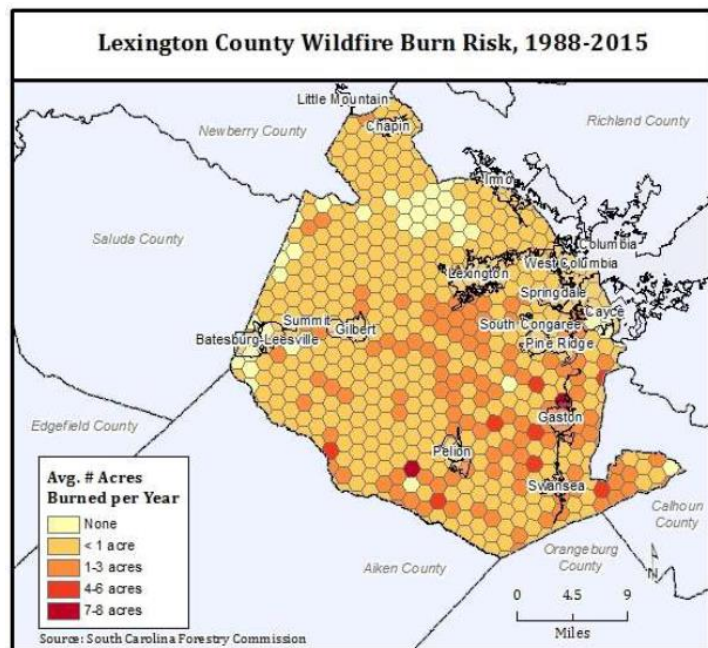 Lexington County Wildfire Burn Risk, 1988-2015
Little Mountain
Chapin
Newberry County
Richland County
Irmo
Saluda County
Columbia
West Columbia
Lexington
Springdale
Cayce
Summit
Gilbert
South Congaree
Batesburg-Leesville
Pine Ridge
Edgefield County
Gaston
Pelion
Swansea
Calhoun
County
Orangeburg
County
Aiken County
N
Avg. # Acres
Burned per Year
None
< 1 acre
1-3 acres
4-6 acres
7-8 acres
0 4.5 9
Miles
Source: South Carolina Forestry Commission